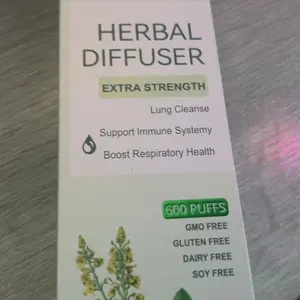 HERBAL
DIFFUSER
EXTRA STRENGTH
Lung Cleanse
Support Immune Systemy
Boost Respiratory Health
600 PUFFS
GMO FREE
GLUTEN FREE
DAIRY FREE
SOY FREE